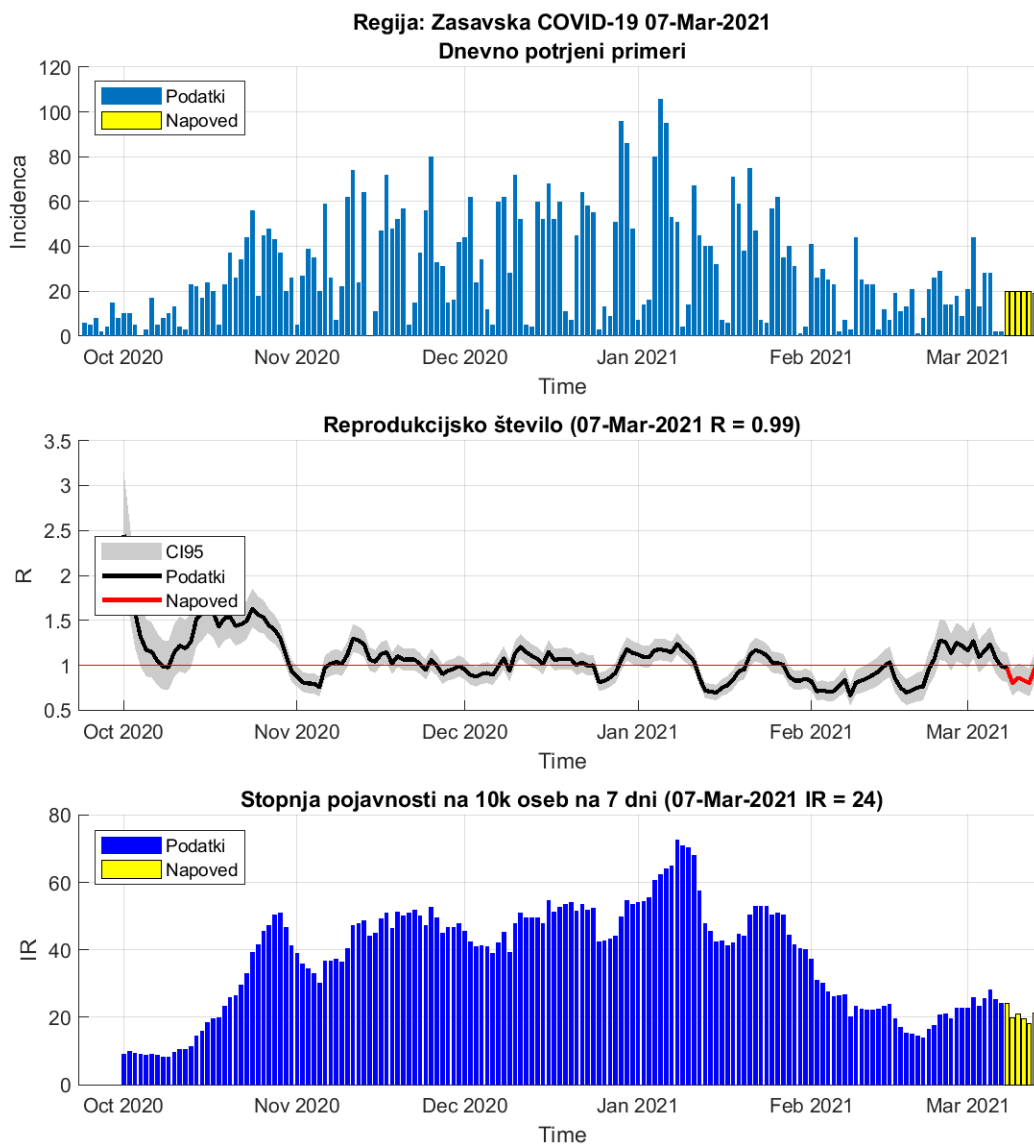 Regija: Zasavska COVID-19 07-Mar-2021
Dnevno potrjeni primeri
120
100
80
60
40
20
0
Incidenca
Podatki
Napoved
Oct 2020 Nov 2020 Dec 2020 Jan 2021 Feb 2021 Mar 2021
Time
Reprodukcijsko število (07-Mar-2021 R = 0.99)
3.5
3
2.5
2
1.5
1
0.5
R
CI95
Podatki
Napoved
Oct 2020 Nov 2020 Dec 2020 Jan 2021 Feb 2021 Mar 2021
Time
Stopnja pojavnosti na 10k oseb na 7 dni (07-Mar-2021 IR = 24)
80
60
40
20
0
IR
Podatki
Napoved
Oct 2020 Nov 2020 Dec 2020 Jan 2021 Feb 2021 Mar 2021
Time